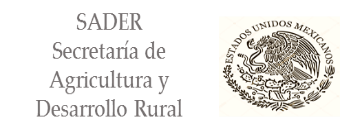 SADER
Secretaría de
Agricultura y
Desarrollo Rural
ESTADOS UNIDOS MEXICANOS